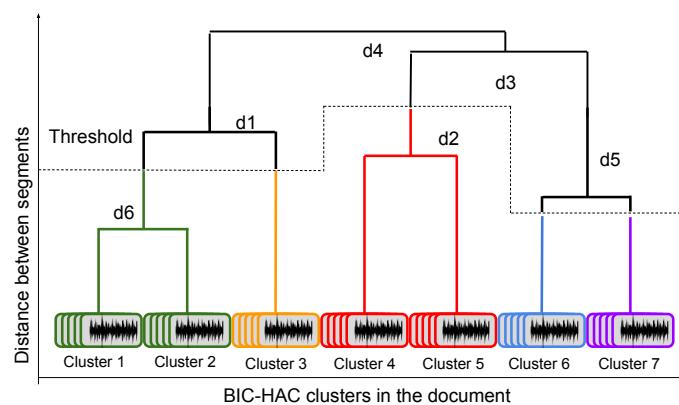 d4
d3
Threshold
d1
d2
d5
d6
Distance between segments
Cluster 1
Cluster 2
Cluster 3
Cluster 4
Cluster 5
Cluster 6
Cluster 7
BIC-HAC clusters in the document